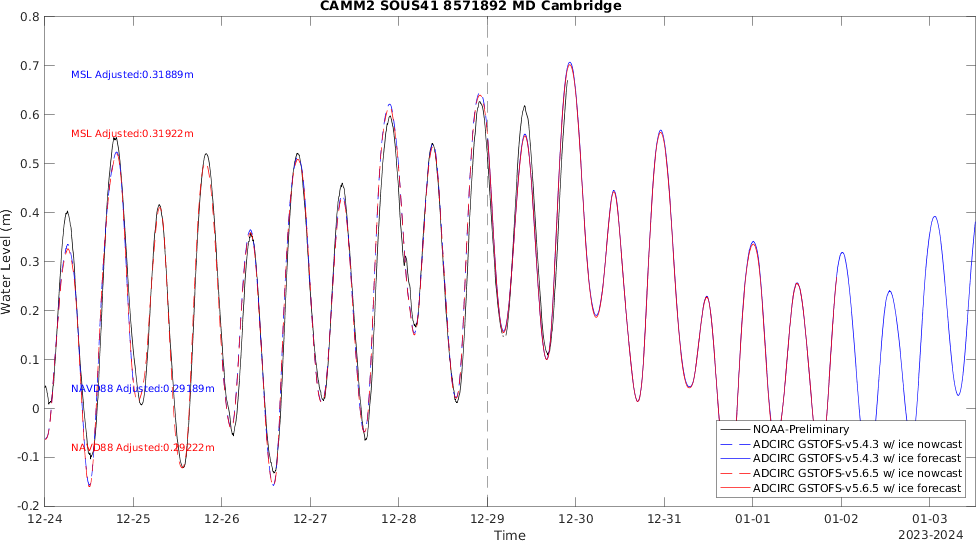 CAMM2 SOUS41 8571892 MD Cambridge
0.8
0.7
0.6
0.5
0.4
0.3
0.2
0.1
0
-0.1
-0.2
Water Level (m)
MSL Adjusted:0.31889m
MSL Adjusted:0.31922m
NAVD88 Adjusted:0.29189m
NAVD88 Adjusted:0.29222m
NOAA-Preliminary
ADCIRC GSTOFS-v5.4.3 w/ ice nowcast
ADCIRC GSTOFS-v5.4.3 w/ ice forecast
ADCIRC GSTOFS-v5.6.5 w/ ice nowcast
ADCIRC GSTOFS-v5.6.5 w/ ice forecast
12-24 12-25 12-26 12-27 12-28 12-29 12-30 12-31 01-01 01-02 01-03
Time
2023-2024